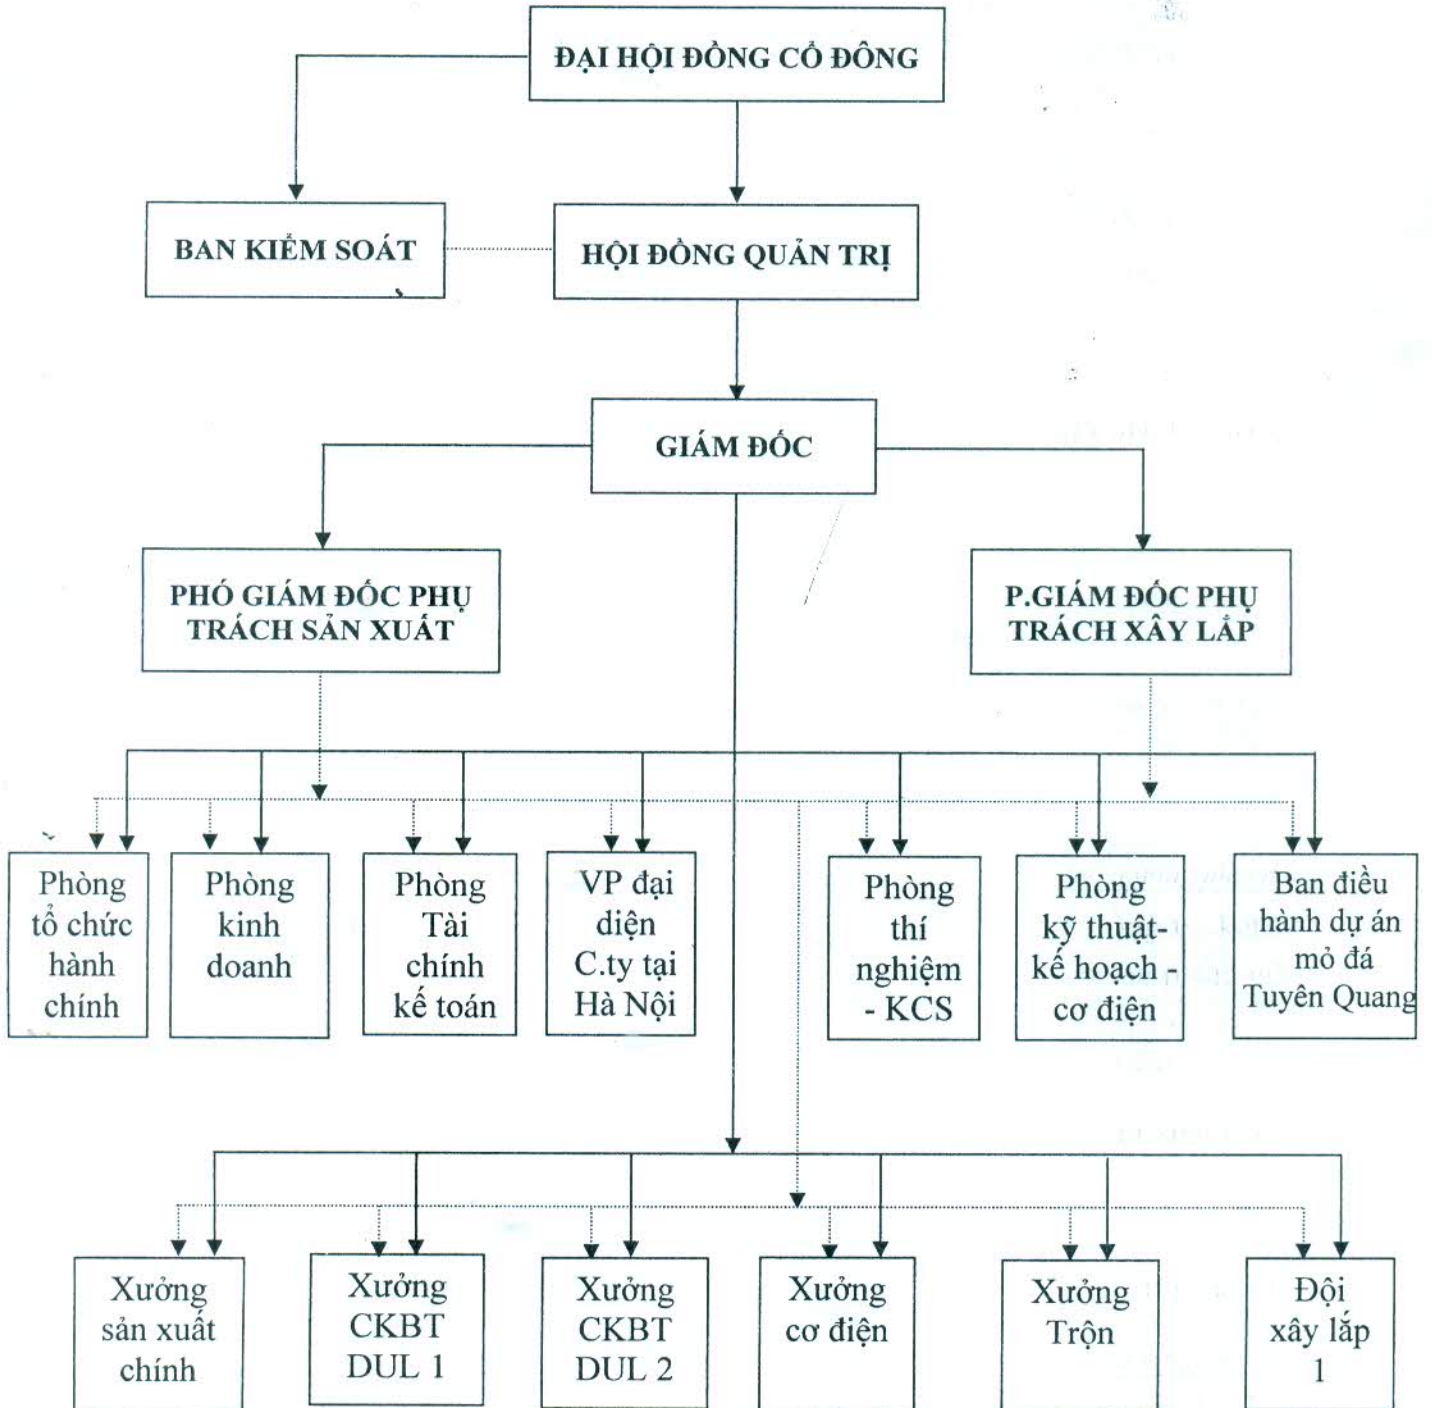 ĐẠI HỘI ĐỒNG CỔ ĐÔNG
BAN KIỂM SOÁT
HỘI ĐỒNG QUẢN TRỊ
GIÁM ĐỐC
PHÓ GIÁM ĐỐC PHỤ
TRÁCH SẢN XUẤT
P.GIÁM ĐỐC PHỤ
TRÁCH XÂY LẮP
Phòng
tổ chức
hành
chính
Phòng
kinh
doanh
Phòng
Tài
chính
kế toán
VP đại
diện
C.ty tại
Hà Nội
Phòng
thí
nghiệm
- KCS
Phòng
kỹ thuật-
kế hoạch -
cơ điện
Ban điều
hành dự án
mỏ đá
Tuyên Quang
Xưởng
sản xuất
chính
Xưởng
CKBT
DUL 1
Xưởng
CKBT
DUL 2
Xưởng
cơ điện
Xưởng
Trộn
Đội
xây lắp
1